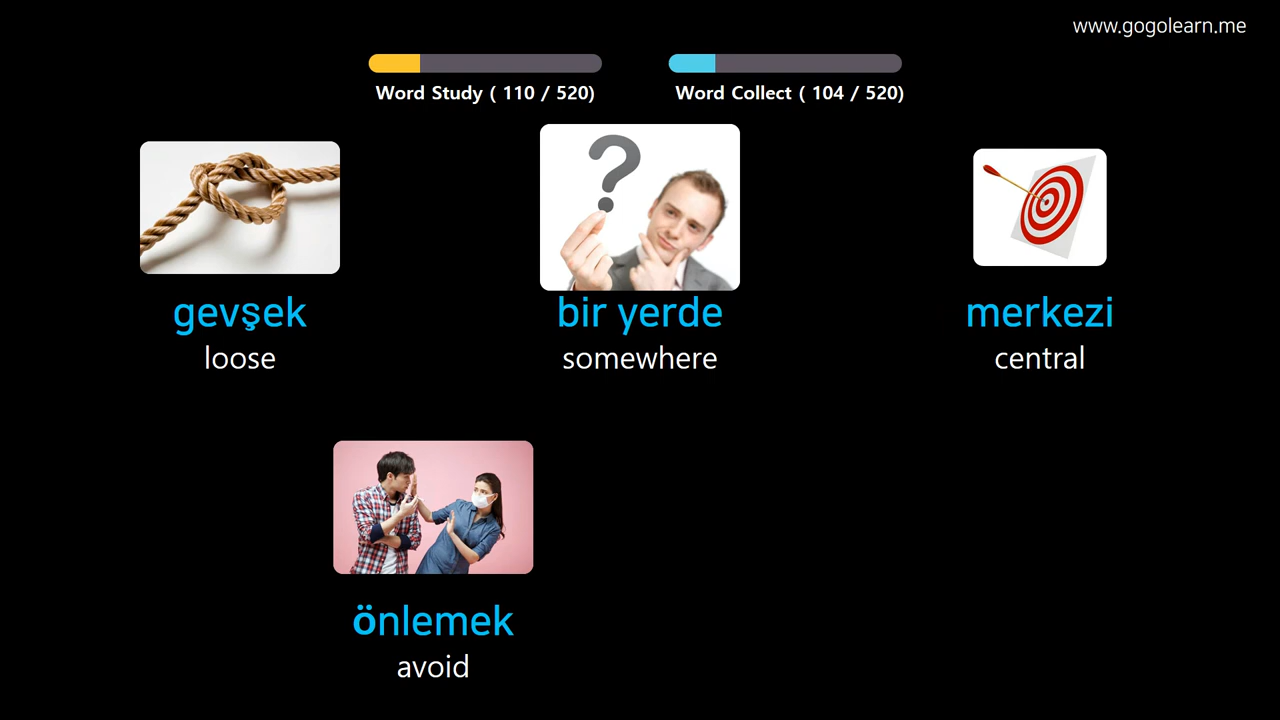 www.gogolearn.me
Word Study ( 110 / 520)
Word Collect ( 104 / 520)
gevşek
loose
bir yerde
somewhere
merkezi
central
önlemek
avoid